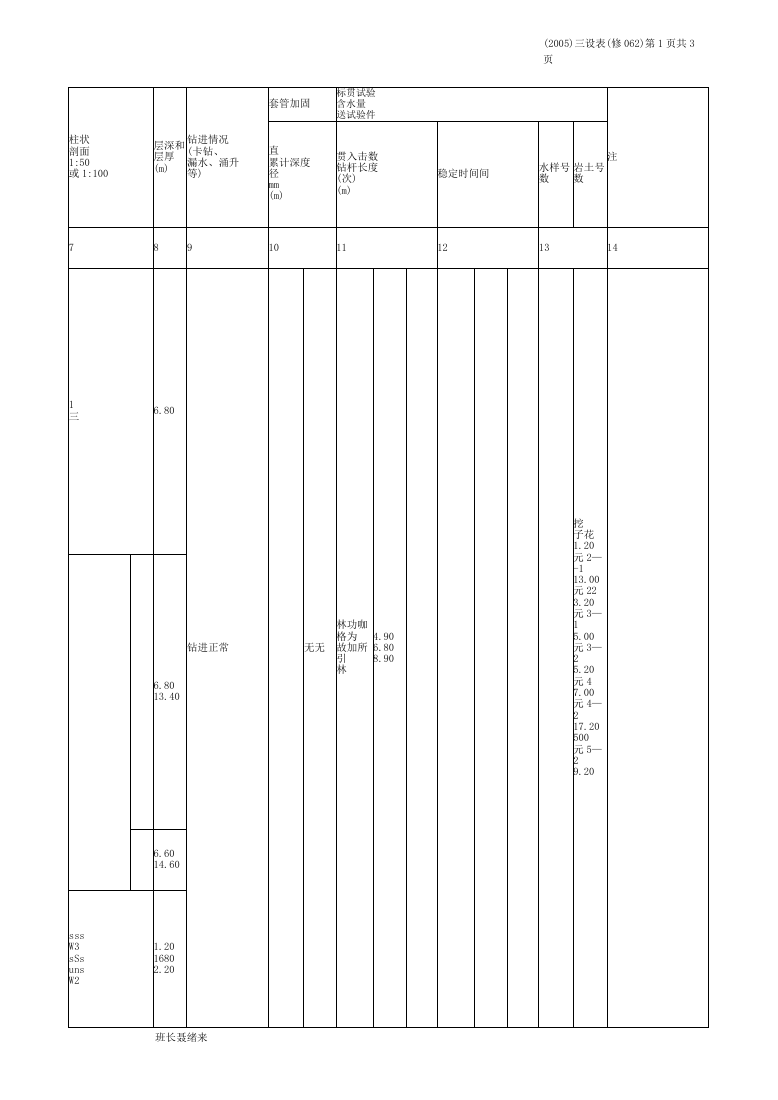 (2005)三设表(修 062)第 1 页共 3
页
柱状
剖面
1:50
或 1:100
层深和
层厚
(m)
钻进情况
(卡钻、
漏水、涌升
等)
套管加固
直
累计深度
径
mm
(m)
标贯试验
含水量
送试验件
贯入击数
钻杆长度
(次)
(m)
稳定时间间
水样号
数
岩土号
数
注
7
8
9
10
11
12
13
14
1
三
6.80
6.80
13.40
6.60
14.60
sss
W3
sSs
uns
W2
1.20
1680
2.20
钻进正常
无无
林功咖
格为
故加所
引
林
4.90
6.80
8.90
挖
子花
1.20
元 2—
-1
13.00
元 22
3.20
元 3—
1
5.00
元 3—
2
5.20
元 4
7.00
元 4—
2
17.20
500
元 5—
2
9.20
班长聂绪来